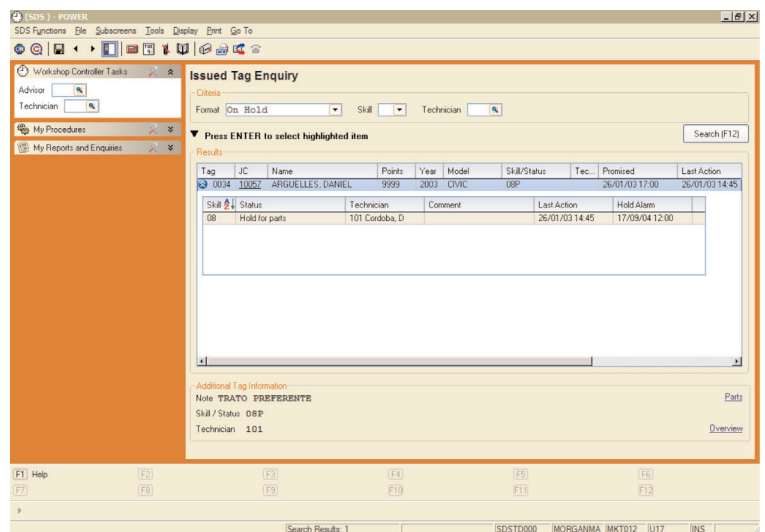 (SDS ) - POWER
SDS Functions File Subscreens Tools Display Print Go To
Workshop Controller Tasks
Advisor
Technician
My Procedures
My Reports and Enquiries
Issued Tag Enquiry
Criteria
Format On Hold Skill Technician
Press ENTER to select highlighted item Search (F12)
Results
Tag JC Name Points Year Model Skill/Status Tec... Promised Last Action
0034 10057 ARGUELLES, DANIEL 9999 2003 CIVIC 08P 26/01/03 17:00 26/01/03 14:45
Skill Status Technician Comment Last Action Hold Alarm
08 Hold for parts 101 Cordoba, D 26/01/03 14:45 17/09/04 12:00
Additional Tag Information
Note TRATO PREFERENTE Parts
Skill / Status 08P
Technician 101 Overview
F1 Help F2 F3 F4 F5 F6
F7 F8 F9 F10 F11 F12
Search Results: 1 SDSTD000 MORGANMA MKT012 U17 INS